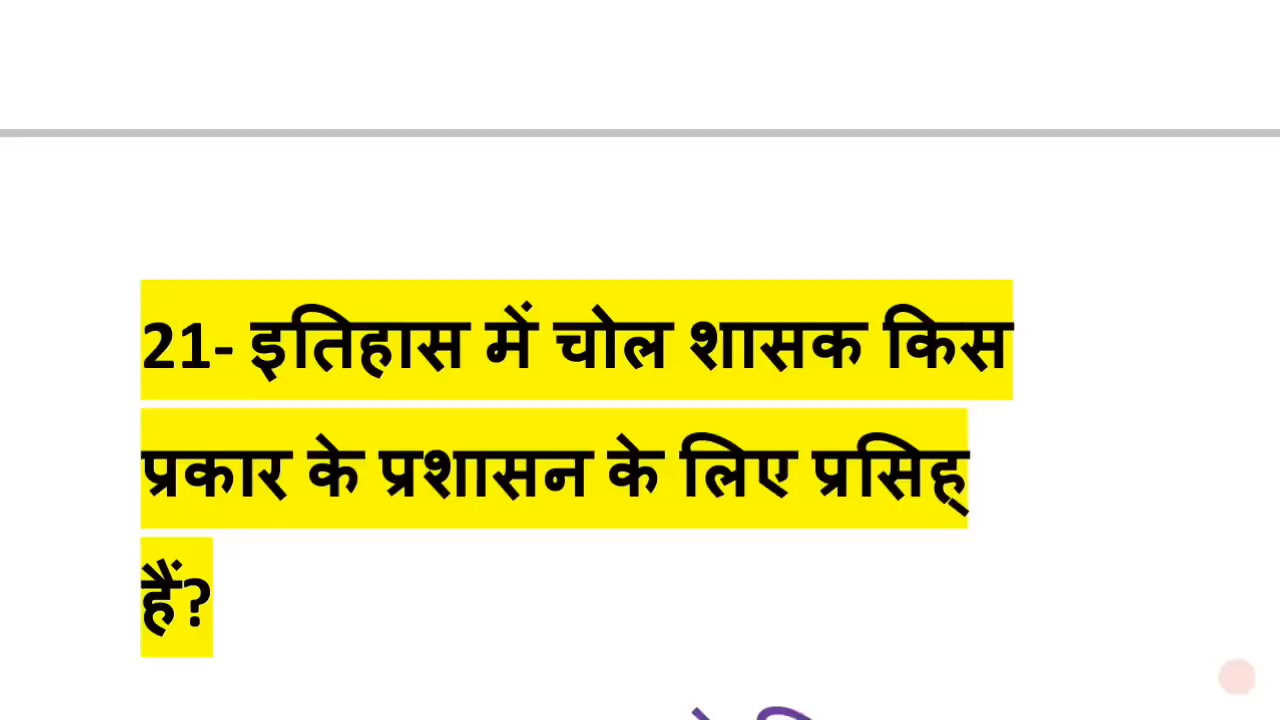 21- इतिहास में चोल शासक किस
प्रकार के प्रशासन के लिए प्रसिह्
हैं?